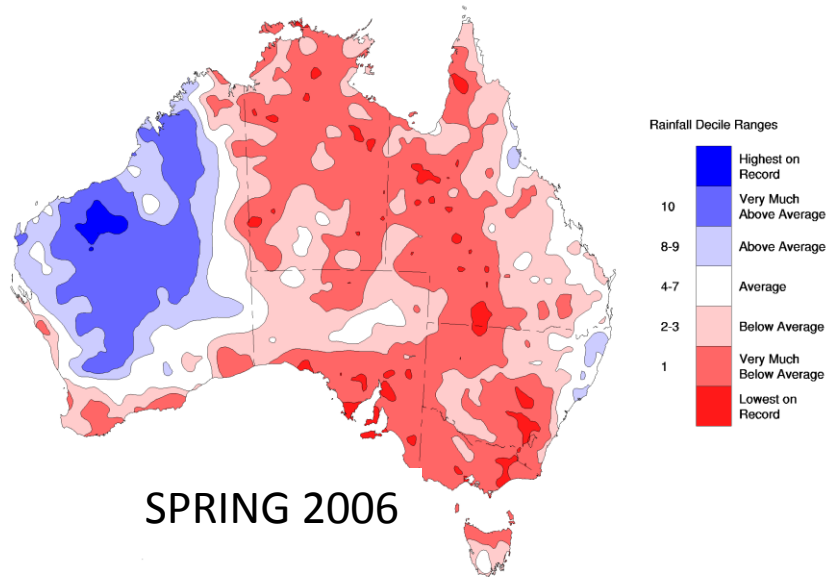 Rainfall Decile Ranges
Highest on
Record
10
Very Much
Above Average
8-9
Above Average
4-7
Average
2-3
Below Average
1
Very Much
Below Average
Lowest on
Record
SPRING 2006